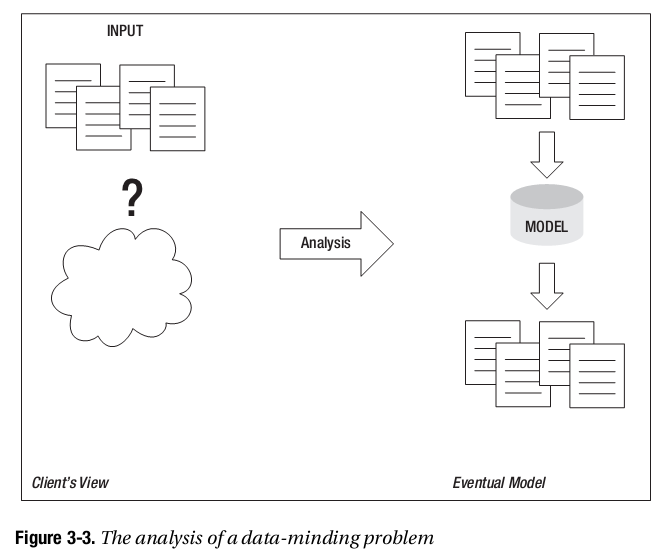 INPUT
?
Analysis
MODEL
Client's View
Eventual Model
Figure 3-3. The analysis of a data-minding problem